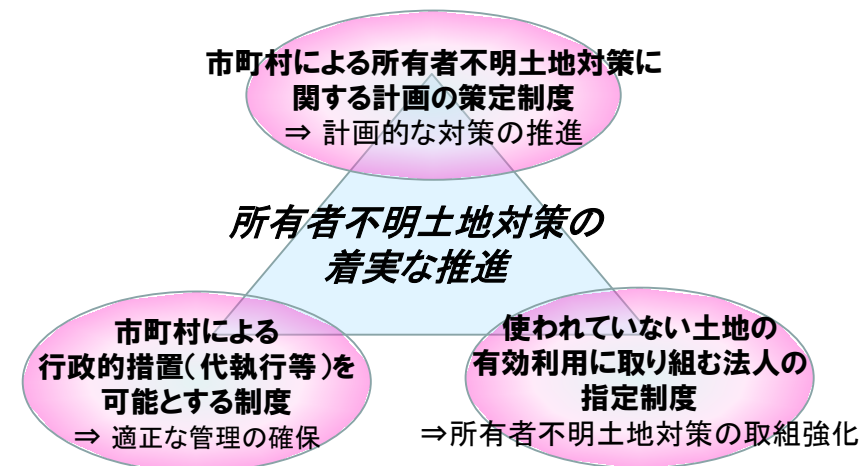 市町村による所有者不明土地対策に
関する計画の策定制度
⇒ 計画的な対策の推進
所有者不明土地対策の
着実な推進
市町村による
行政的措置(代執行等)を
可能とする制度
⇒ 適正な管理の確保
使われていない土地の
有効利用に取り組む法人の
指定制度
⇒所有者不明土地対策の取組強化